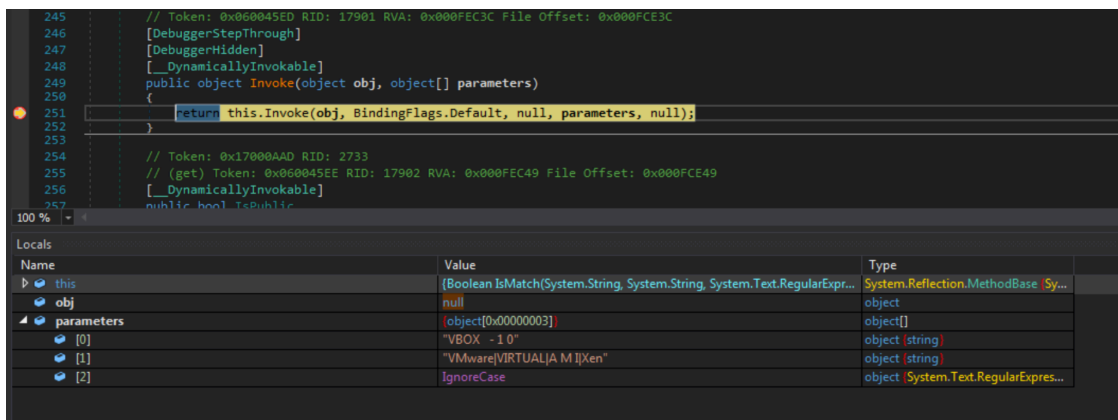 245 // Token: 0x060045ED RID: 17901 RVA: 0x000FEC3C File Offset: 0x000FCE3C
246 [DebuggerStepThrough]
247 [DebuggerHidden]
248 [__DynamicallyInvokable]
249 public object Invoke(object obj, object[] parameters)
250 {
251 return this.Invoke(obj, BindingFlags.Default, null, parameters, null);
252 }
253
254 // Token: 0x17000AAD RID: 2733
255 // (get) Token: 0x060045EE RID: 17902 RVA: 0x000FEC49 File Offset: 0x000FCE49
256 [__DynamicallyInvokable]
257 public bool IsPublic
100 %
Locals
Name Value Type
this {Boolean IsMatch(System.String, System.String, System.Text.RegularExpr... System.Reflection.MethodBase {Sy...
obj null object
parameters {object[0x00000003]} object[]
[0] "VBOX - 1 0" object {string}
[1] "VMware|VIRTUAL|A M I|Xen" object {string}
[2] IgnoreCase object {System.Text.RegularExpres...